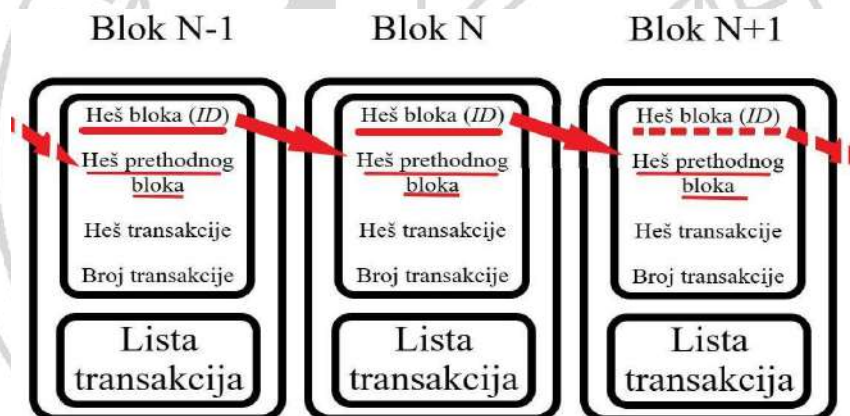 Blok N-1
Heš bloka (ID)
Heš prethodnog
bloka
Heš transakcije
Broj transakcije
Lista
transakcija
Blok N
Heš bloka (ID)
Heš prethodnog
bloka
Heš transakcije
Broj transakcije
Lista
transakcija
Blok N+1
Heš bloka (ID)
Heš prethodnog
bloka
Heš transakcije
Broj transakcije
Lista
transakcija